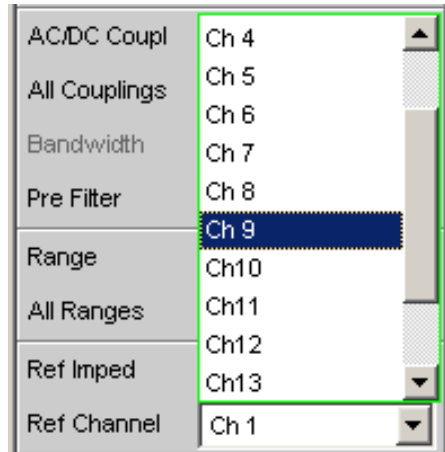 AC/DC Coupl
All Couplings
Bandwidth
Pre Filter
Range
All Ranges
Ref Imped
Ref Channel
Ch 4
Ch 5
Ch 6
Ch 7
Ch 8
Ch 9
Ch10
Ch11
Ch12
Ch13
Ch 1